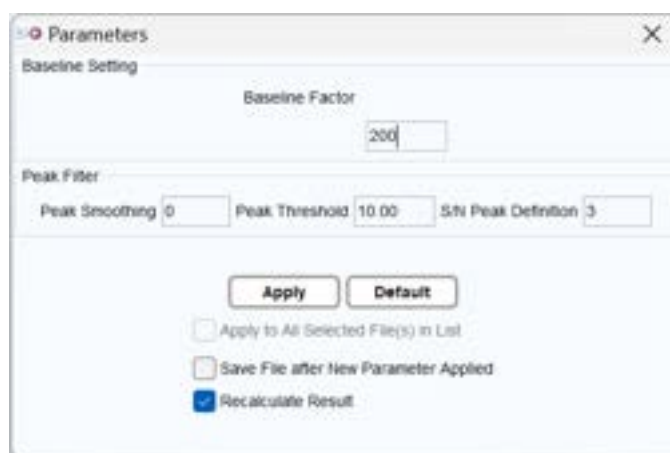 Parameters
Baseline Setting
Baseline Factor
200
Peak Filter
Peak Smoothing 0 Peak Threshold 10.00 S/N Peak Definition 3
Apply Default
Apply to All Selected File(s) in List
Save File after New Parameter Applied
Recalculate Result